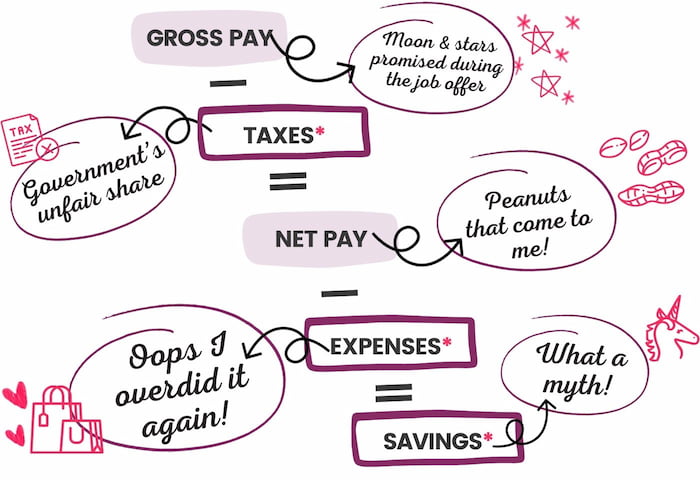 GROSS PAY
Moon & stars
promised during
the job offer
—
TAX
TAXES*
Government's
unfair share
=
NET PAY
Peanuts
that come to
me!
—
EXPENSES*
Oops I
overdid it
again!
=
What a
myth!
SAVINGS*